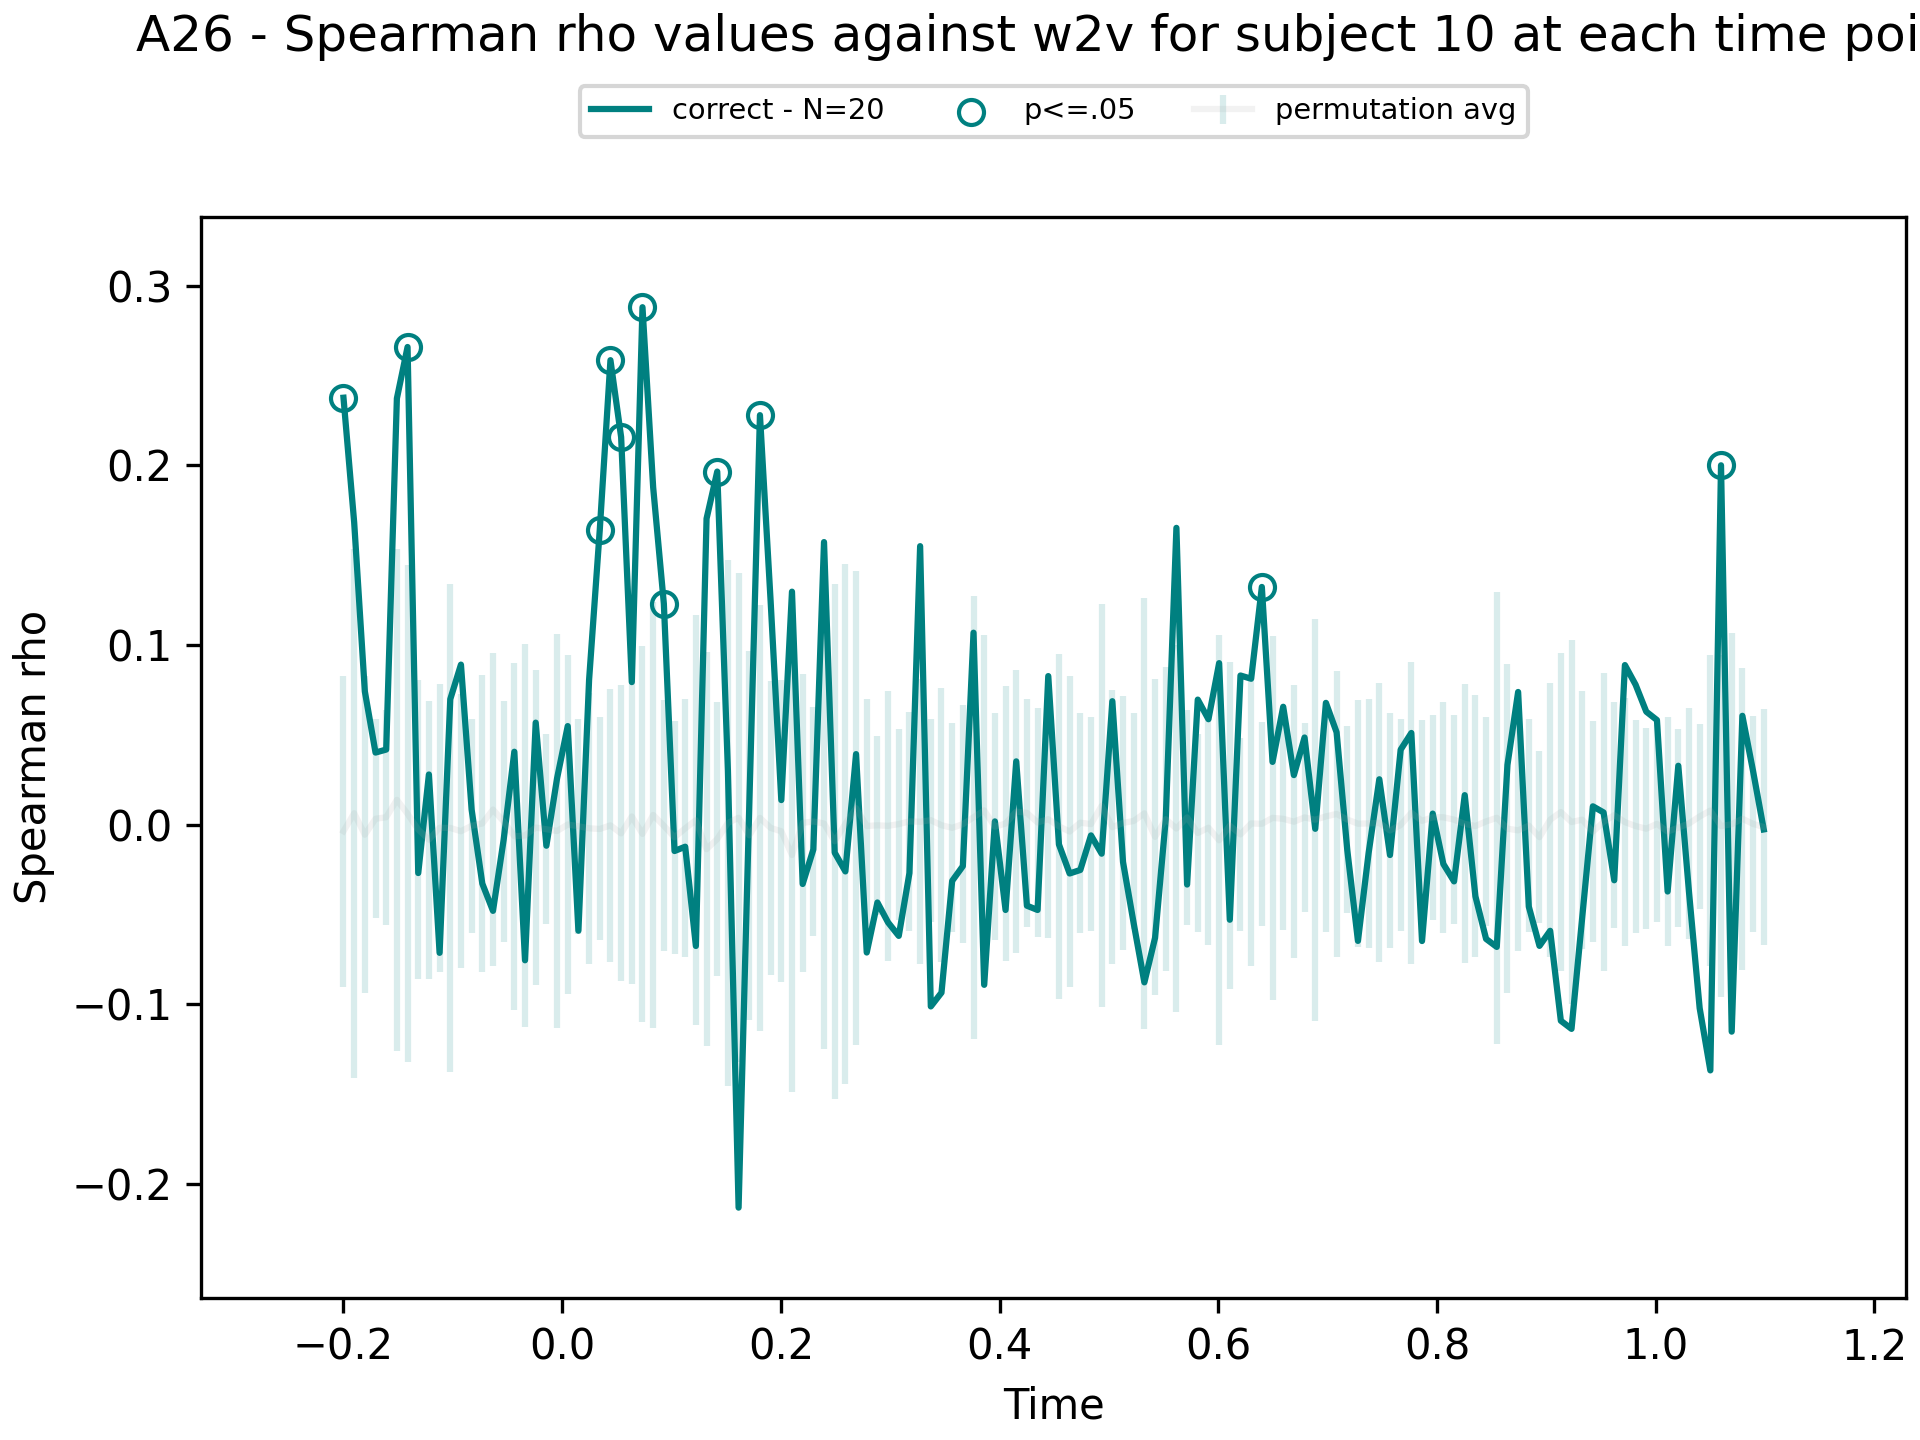 A26 - Spearman rho values against w2v for subject 10 at each time poi
correct - N=20 p<=.05 permutation avg
0.3
0.2
0.1
0.0
−0.1
−0.2
Spearman rho
−0.2 0.0 0.2 0.4 0.6 0.8 1.0 1.2
Time